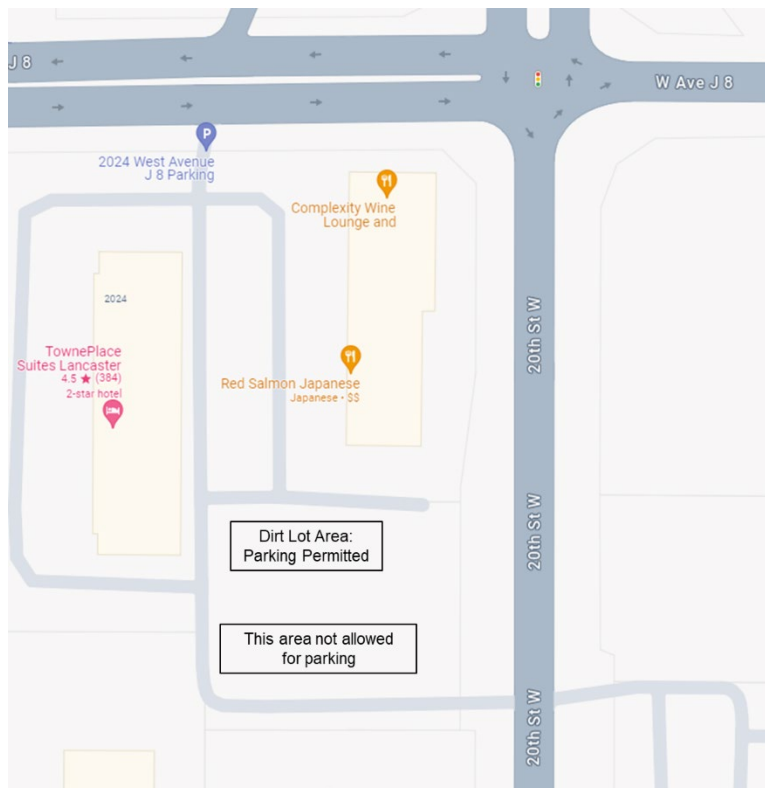 J 8
W Ave J 8
P
2024 West Avenue
J 8 Parking
Complexity Wine
Lounge and
2024
20th St W
TownePlace
Suites Lancaster
4.5 ★ (384)
2-star hotel
Red Salmon Japanese
Japanese • $$
20th St W
Dirt Lot Area:
Parking Permitted
This area not allowed
for parking
20th St W